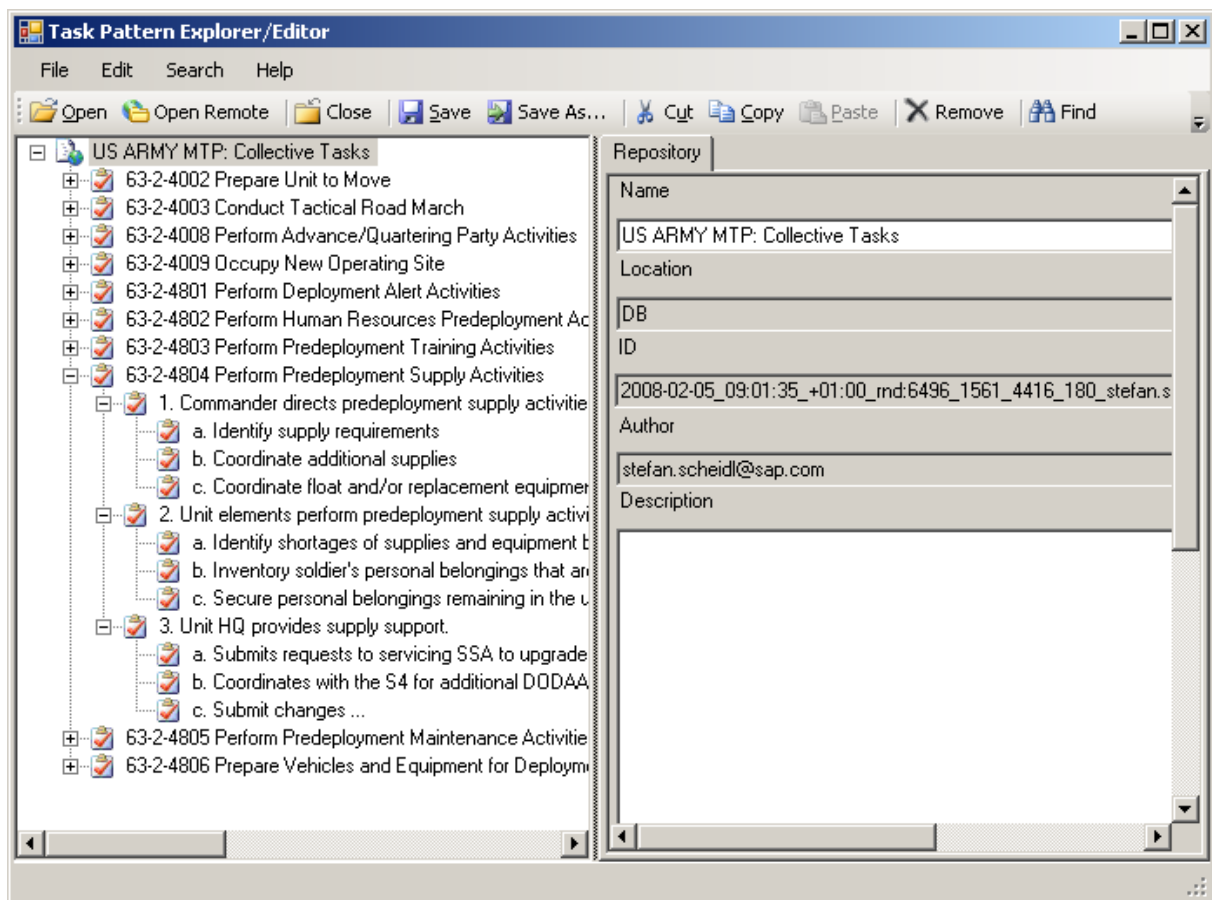 Task Pattern Explorer/Editor
File Edit Search Help
Open Open Remote Close Save Save As... Cut Copy Paste Remove Find
US ARMY MTP: Collective Tasks
63-2-4002 Prepare Unit to Move
63-2-4003 Conduct Tactical Road March
63-2-4008 Perform Advance/Quartering Party Activities
63-2-4009 Occupy New Operating Site
63-2-4801 Perform Deployment Alert Activities
63-2-4802 Perform Human Resources Predeployment Ac
63-2-4803 Perform Predeployment Training Activities
63-2-4804 Perform Predeployment Supply Activities
1. Commander directs predeployment supply activitie
a. Identify supply requirements
b. Coordinate additional supplies
c. Coordinate float and/or replacement equipmer
2. Unit elements perform predeployment supply activi
a. Identify shortages of supplies and equipment b
b. Inventory soldier's personal belongings that are
c. Secure personal belongings remaining in the u
3. Unit HQ provides supply support.
a. Submits requests to servicing SSA to upgrade
b. Coordinates with the S4 for additional DODAA
c. Submit changes ...
63-2-4805 Perform Predeployment Maintenance Activitie
63-2-4806 Prepare Vehicles and Equipment for Deployme
Repository
Name
US ARMY MTP: Collective Tasks
Location
DB
ID
2008-02-05_09:01:35_+01:00_rnd:6496_1561_4416_180_stefan.s
Author
stefan.scheidl@sap.com
Description